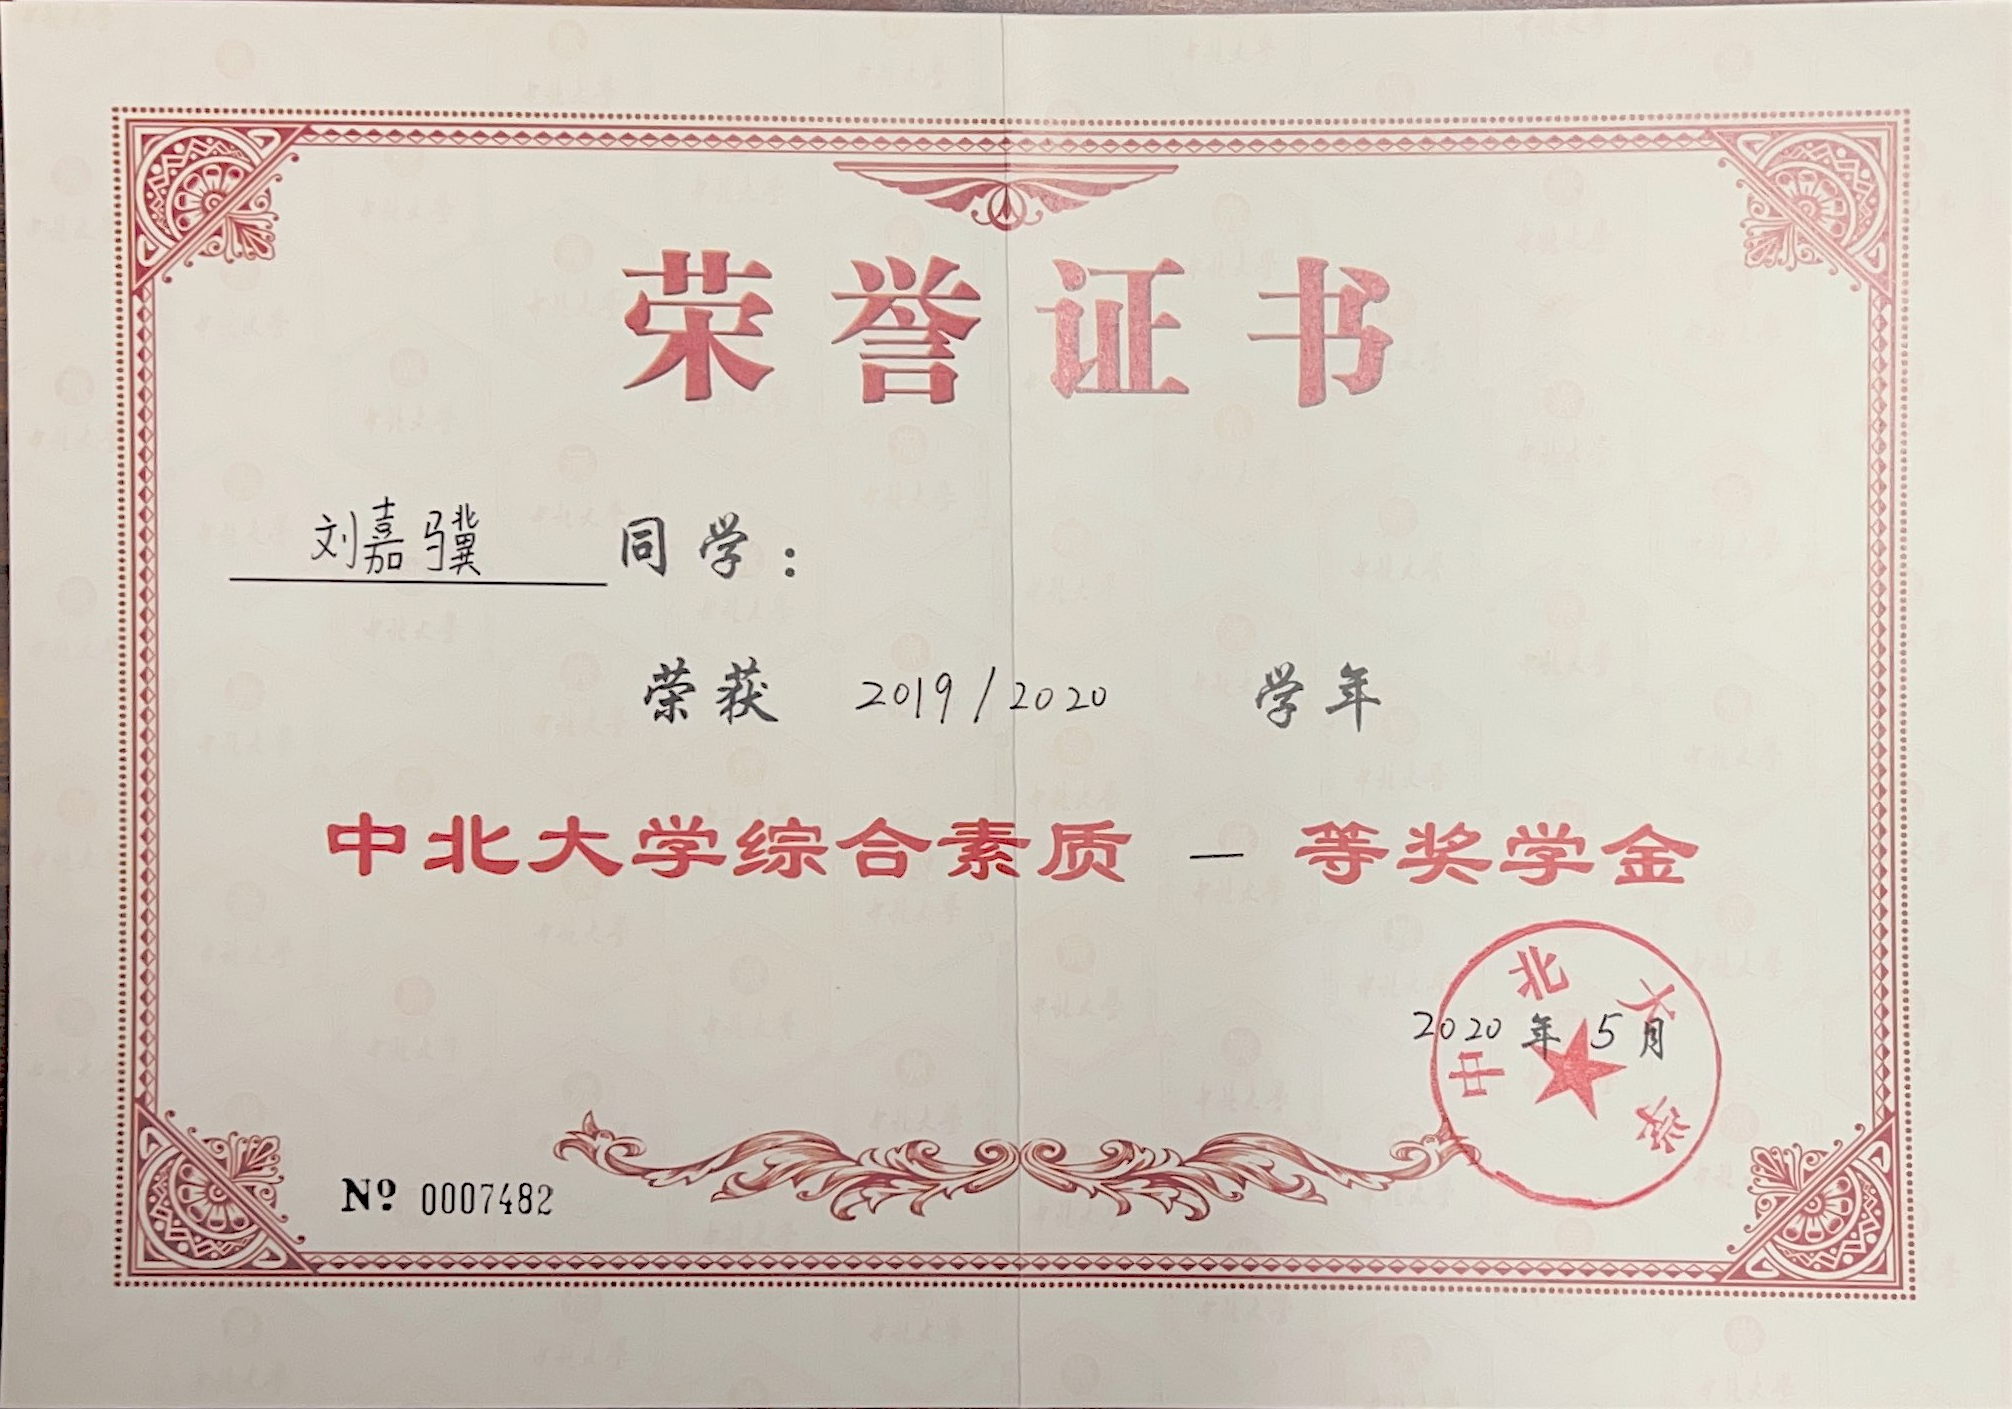 荣誉证书
刘嘉骥 同学：
荣获 2019/2020 学年
中北大学综合素质 一 等奖学金
中北大学
2020 年 5 月
Nº 0007482